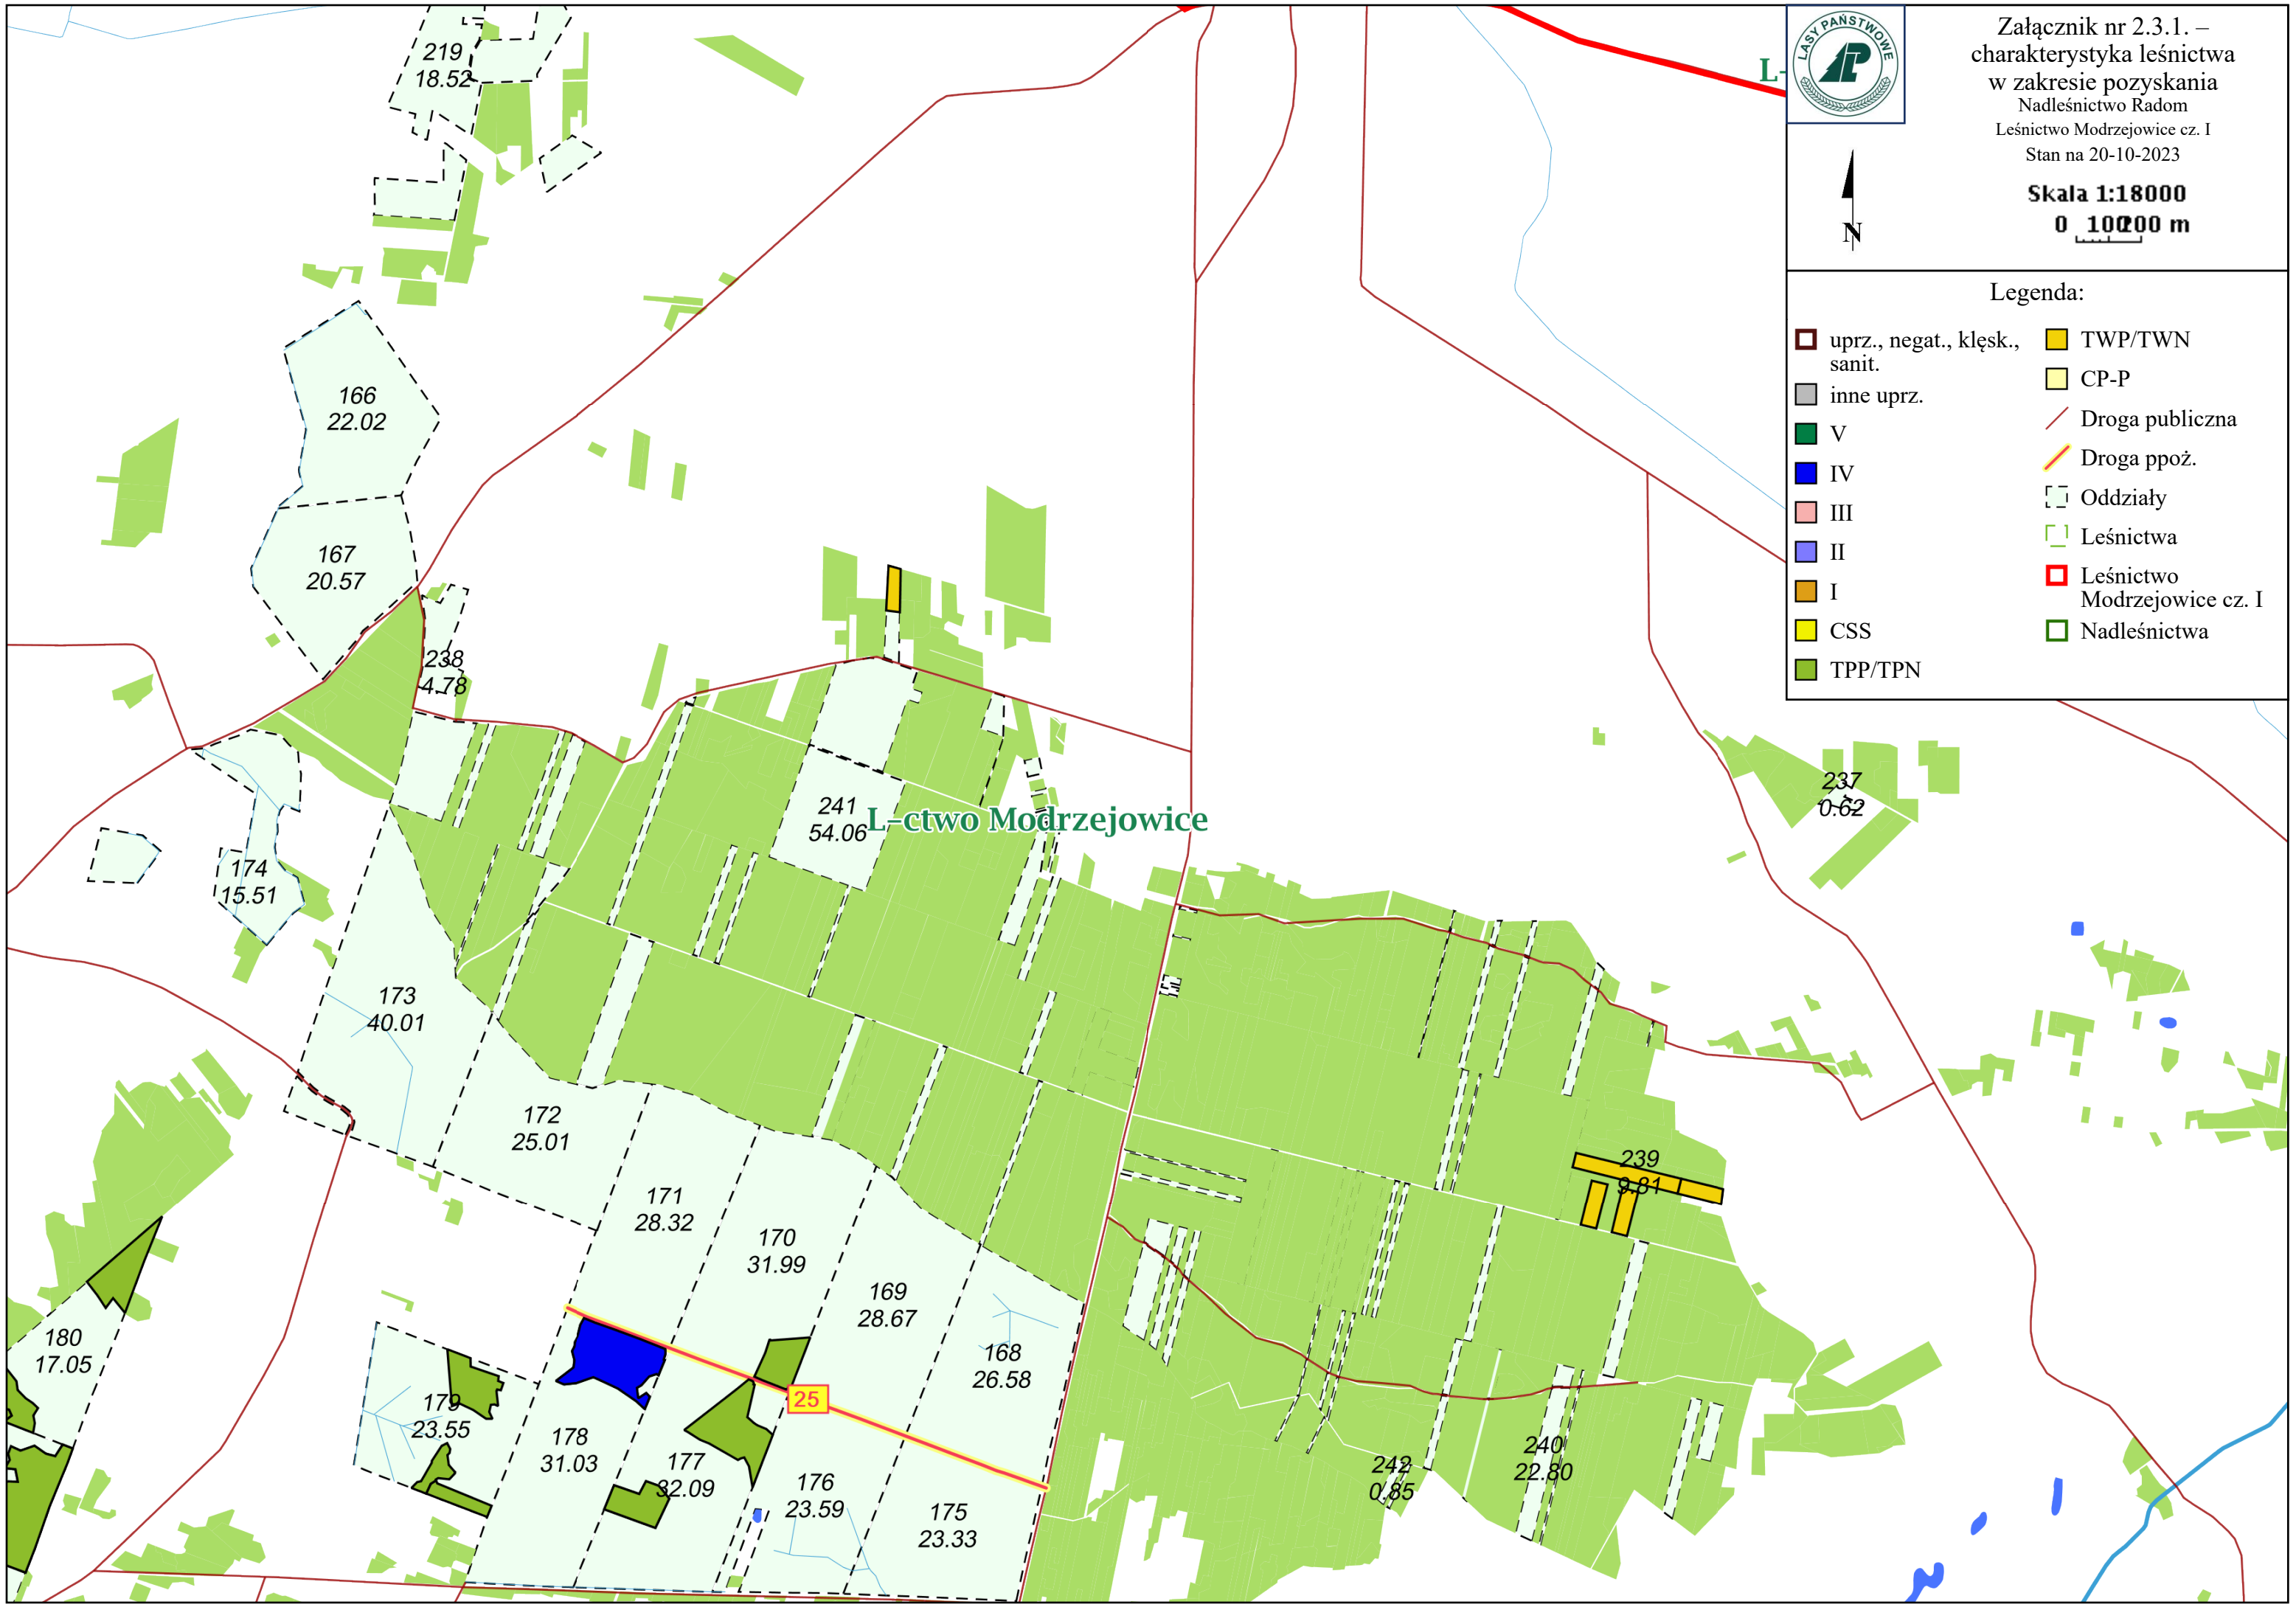 219
18.52
L-
LASY PAŃSTWOWE
Załącznik nr 2.3.1. –
charakterystyka leśnictwa
w zakresie pozyskania
Nadleśnictwo Radom
Leśnictwo Modrzejowice cz. I
Stan na 20-10-2023
Skala 1:18000
0 100 200 m
N
Legenda:
uprz., negat., klęsk.,
sanit.
inne uprz.
V
IV
III
II
I
CSS
TPP/TPN
TWP/TWN
CP-P
Droga publiczna
Droga ppoż.
Oddziały
Leśnictwa
Leśnictwo
Modrzejowice cz. I
Nadleśnictwa
166
22.02
167
20.57
238
4.78
237
0.62
241
54.06
L-ctwo Modrzejowice
174
15.51
173
40.01
172
25.01
239
9.81
171
28.32
170
31.99
169
28.67
180
17.05
168
26.58
25
179
23.55
178
31.03
177
32.09
176
23.59
175
23.33
242
0.85
240
22.80